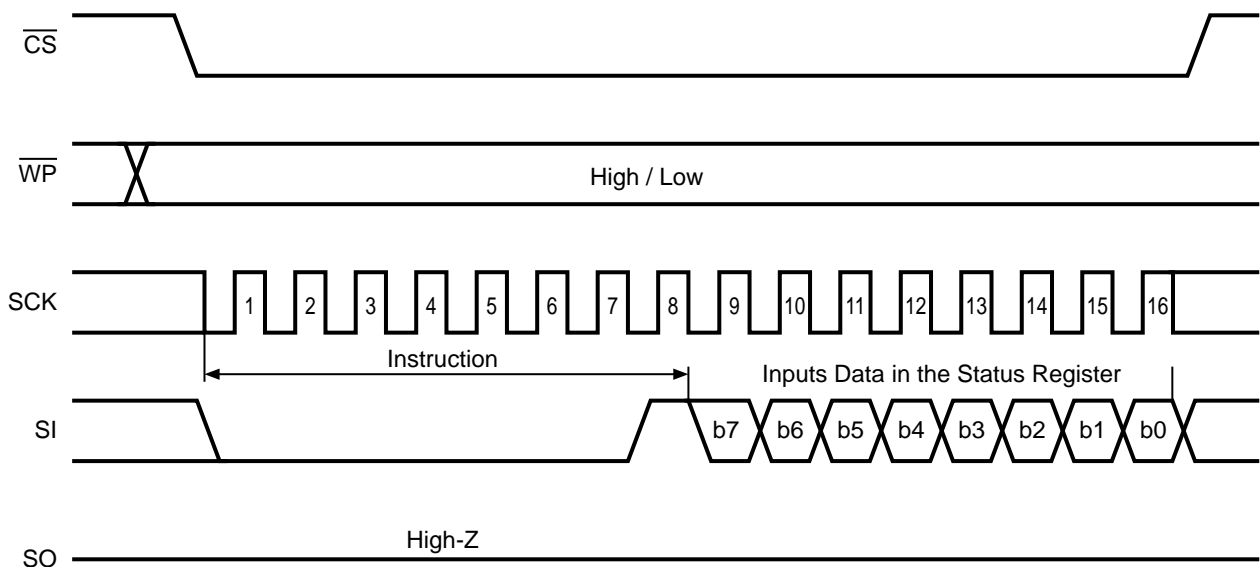 CS
WP
High / Low
SCK
1 2 3 4 5 6 7 8 9 10 11 12 13 14 15 16
Instruction
Inputs Data in the Status Register
SI
b7 b6 b5 b4 b3 b2 b1 b0
High-Z
SO